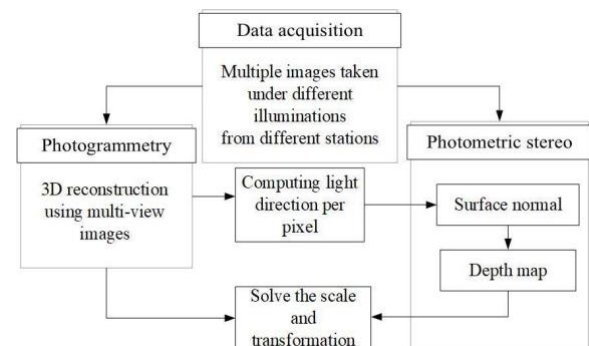 Data acquisition
Multiple images taken
under different
illuminations
from different stations
Photogrammetry
3D reconstruction
using multi-view
images
Computing light
direction per
pixel
Photometric stereo
Surface normal
Depth map
Solve the scale
and
transformation